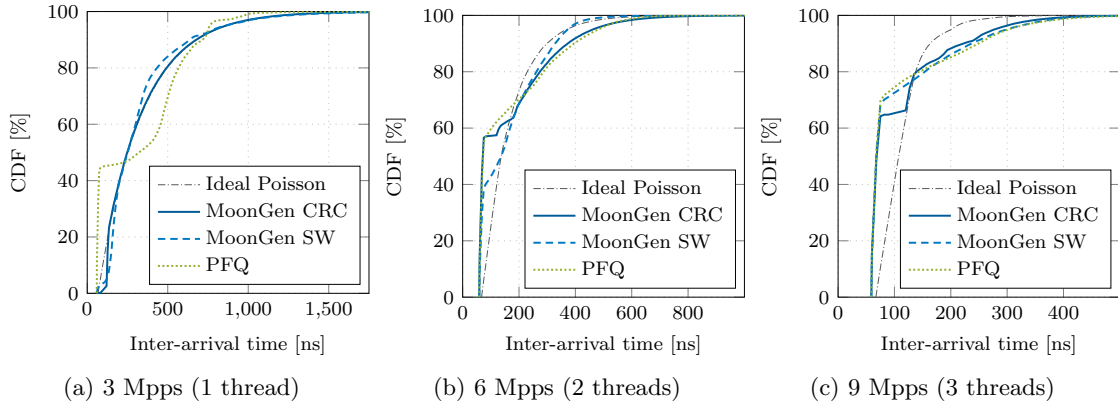 100
80
60
40
20
0
CDF [%]
0
500
1,000
1,500
Inter-arrival time [ns]
Ideal Poisson
MoonGen CRC
MoonGen SW
PFQ
(a) 3 Mpps (1 thread)
100
80
60
40
20
0
CDF [%]
0
200
400
600
800
Inter-arrival time [ns]
Ideal Poisson
MoonGen CRC
MoonGen SW
PFQ
(b) 6 Mpps (2 threads)
100
80
60
40
20
0
CDF [%]
0
100
200
300
400
Inter-arrival time [ns]
Ideal Poisson
MoonGen CRC
MoonGen SW
PFQ
(c) 9 Mpps (3 threads)